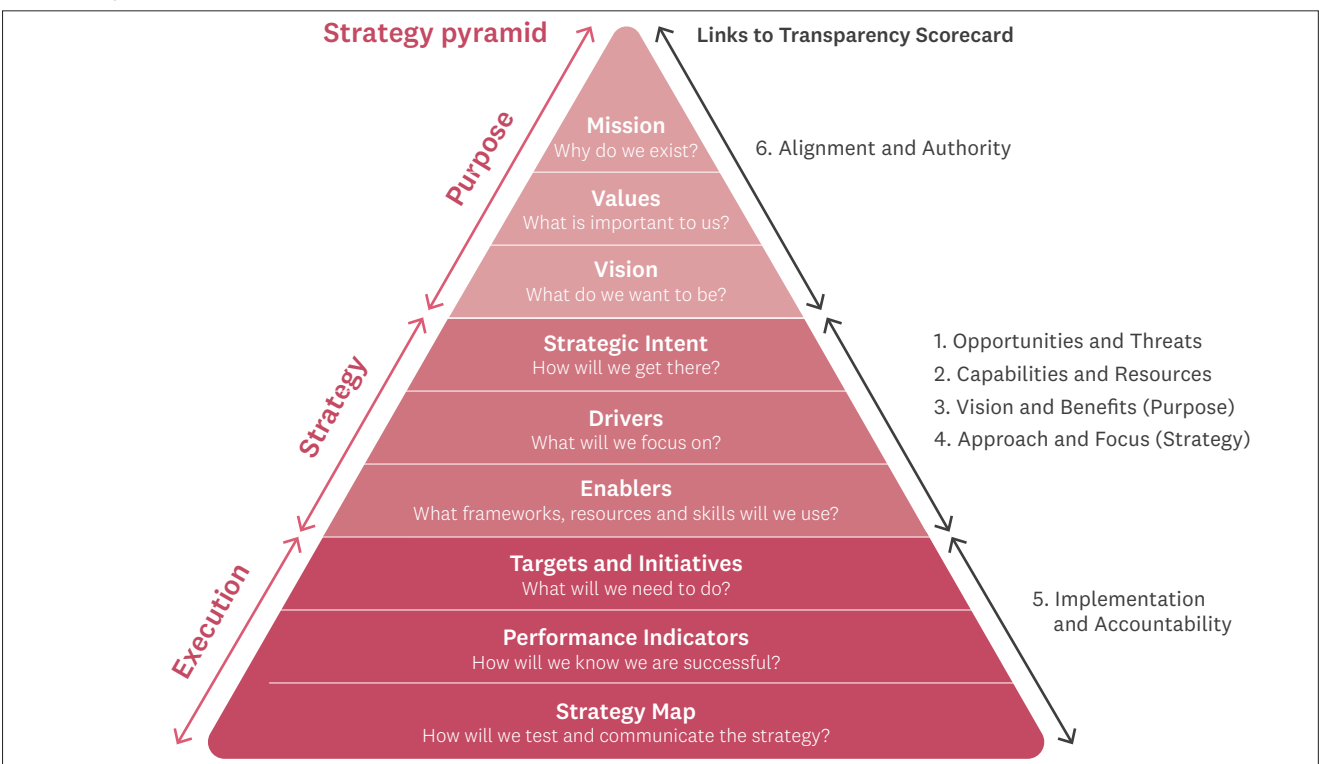 Strategy pyramid
Links to Transparency Scorecard
Purpose
Mission
Why do we exist?
6. Alignment and Authority
Values
What is important to us?
Vision
What do we want to be?
Strategy
Strategic Intent
How will we get there?
Drivers
What will we focus on?
Enablers
What frameworks, resources and skills will we use?
1. Opportunities and Threats
2. Capabilities and Resources
3. Vision and Benefits (Purpose)
4. Approach and Focus (Strategy)
Execution
Targets and Initiatives
What will we need to do?
Performance Indicators
How will we know we are successful?
Strategy Map
How will we test and communicate the strategy?
5. Implementation
and Accountability